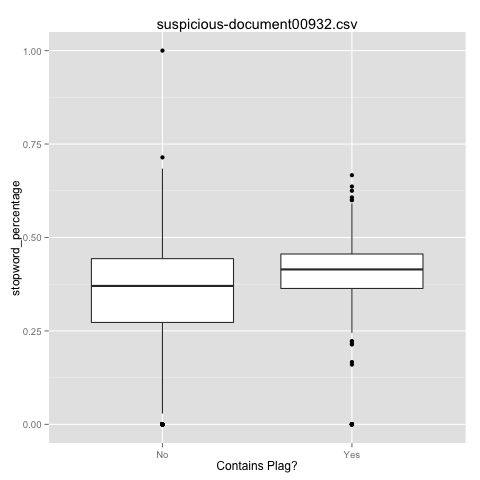 suspicious-document00932.csv
stopword_percentage
1.00
0.75
0.50
0.25
0.00
No
Yes
Contains Plag?